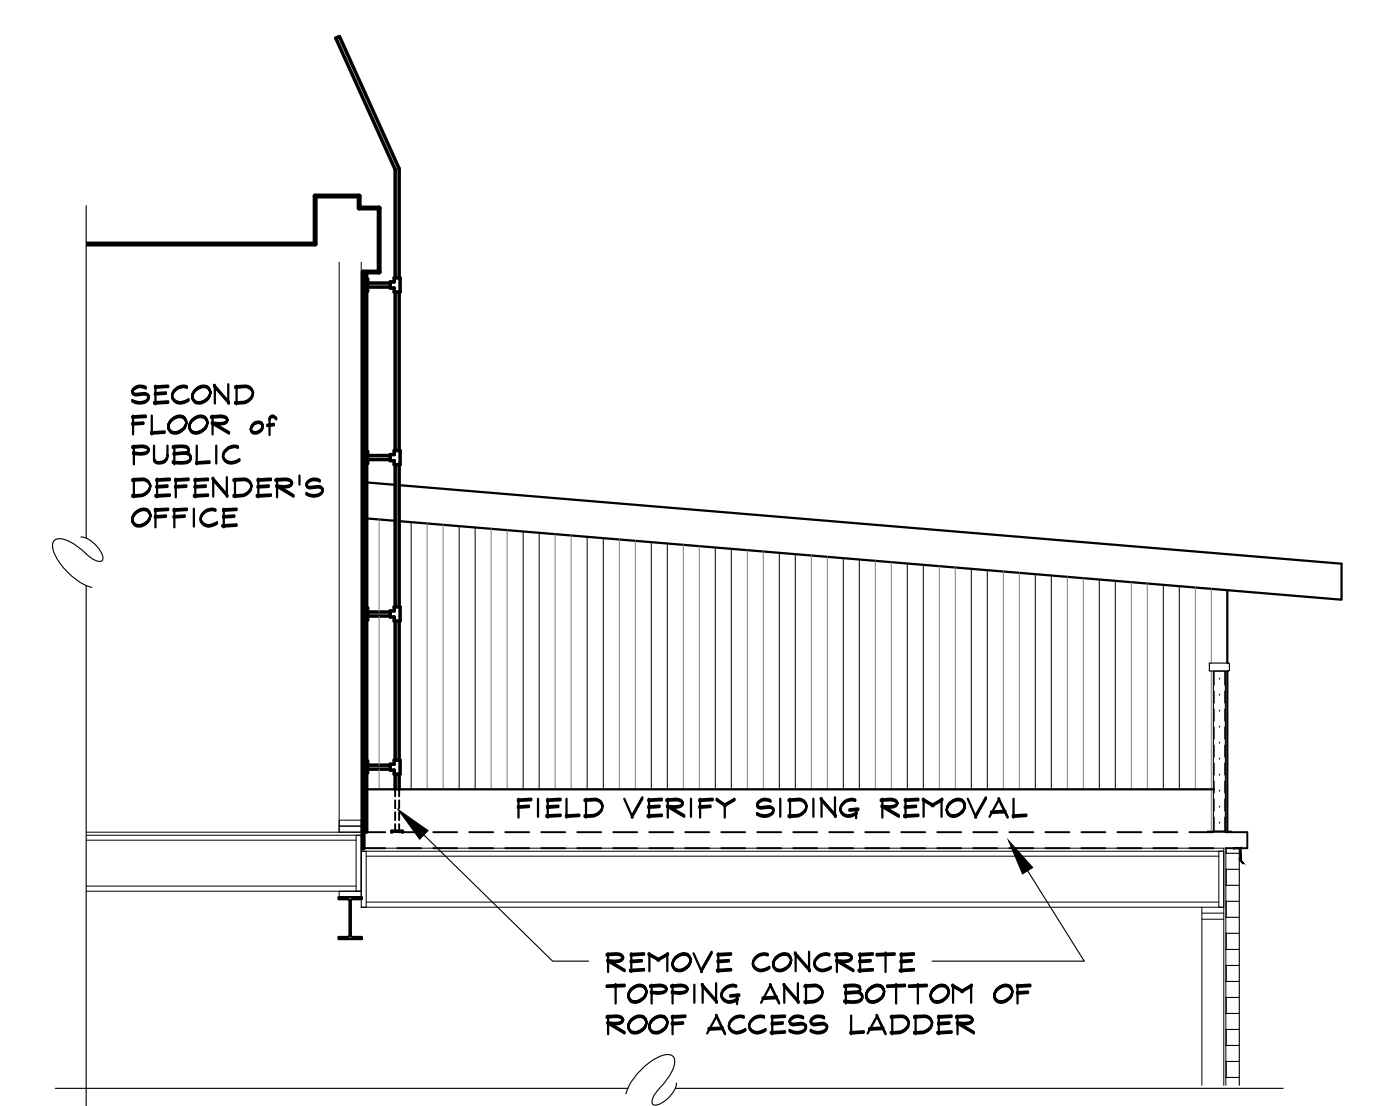 SECOND
FLOOR of
PUBLIC
DEFENDER'S
OFFICE
FIELD VERIFY SIDING REMOVAL
REMOVE CONCRETE
TOPPING AND BOTTOM OF
ROOF ACCESS LADDER